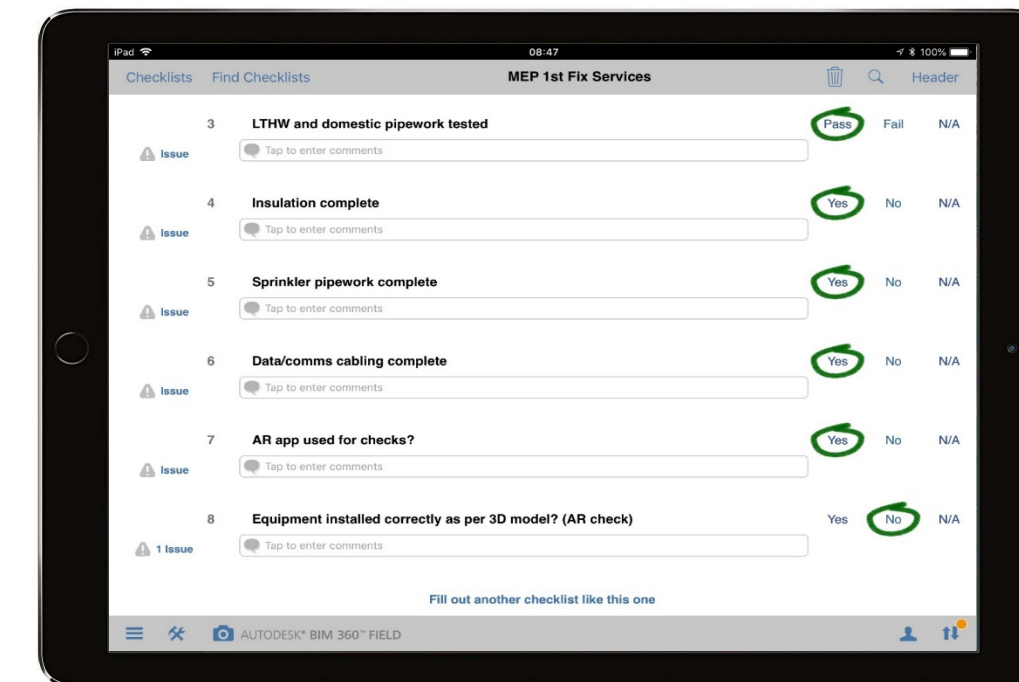 iPad 08:47 100%
Checklists Find Checklists MEP 1st Fix Services Header
3 LTHW and domestic pipework tested Pass Fail N/A
Issue Tap to enter comments
4 Insulation complete Yes No N/A
Issue Tap to enter comments
5 Sprinkler pipework complete Yes No N/A
Issue Tap to enter comments
6 Data/comms cabling complete Yes No N/A
Issue Tap to enter comments
7 AR app used for checks? Yes No N/A
Issue Tap to enter comments
8 Equipment installed correctly as per 3D model? (AR check) Yes No N/A
1 Issue Tap to enter comments
Fill out another checklist like this one
AUTODESK® BIM 360™ FIELD